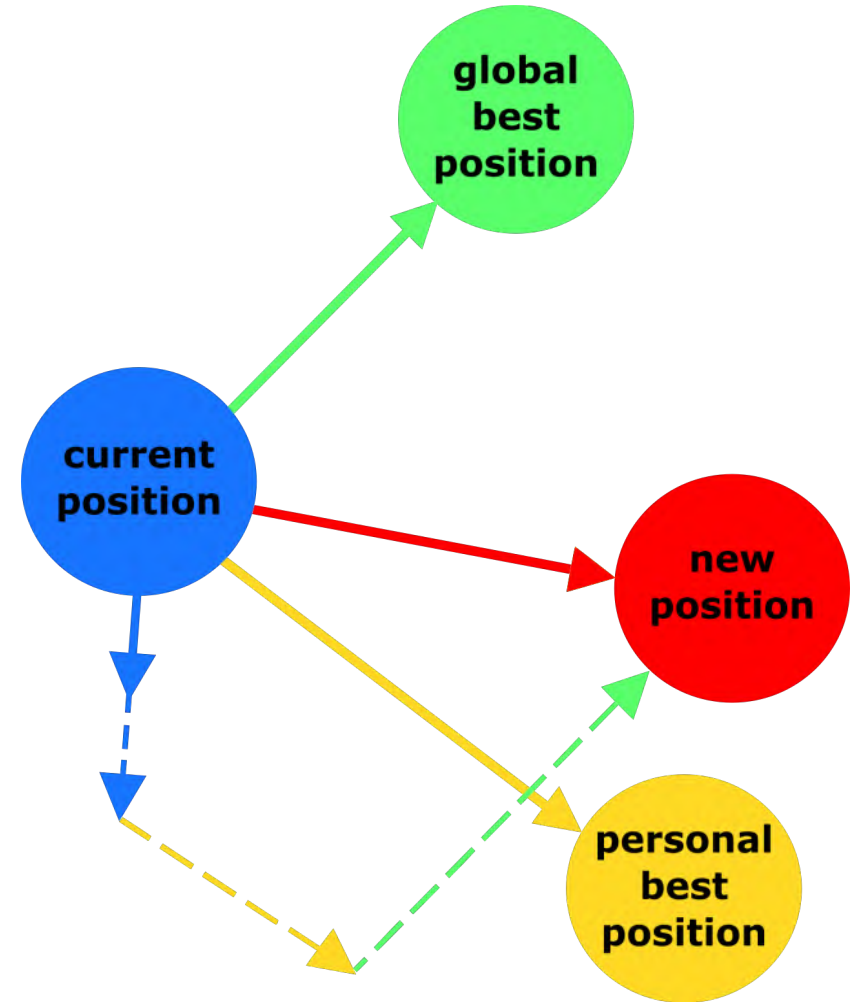 global
best
position
current
position
new
position
personal
best
position